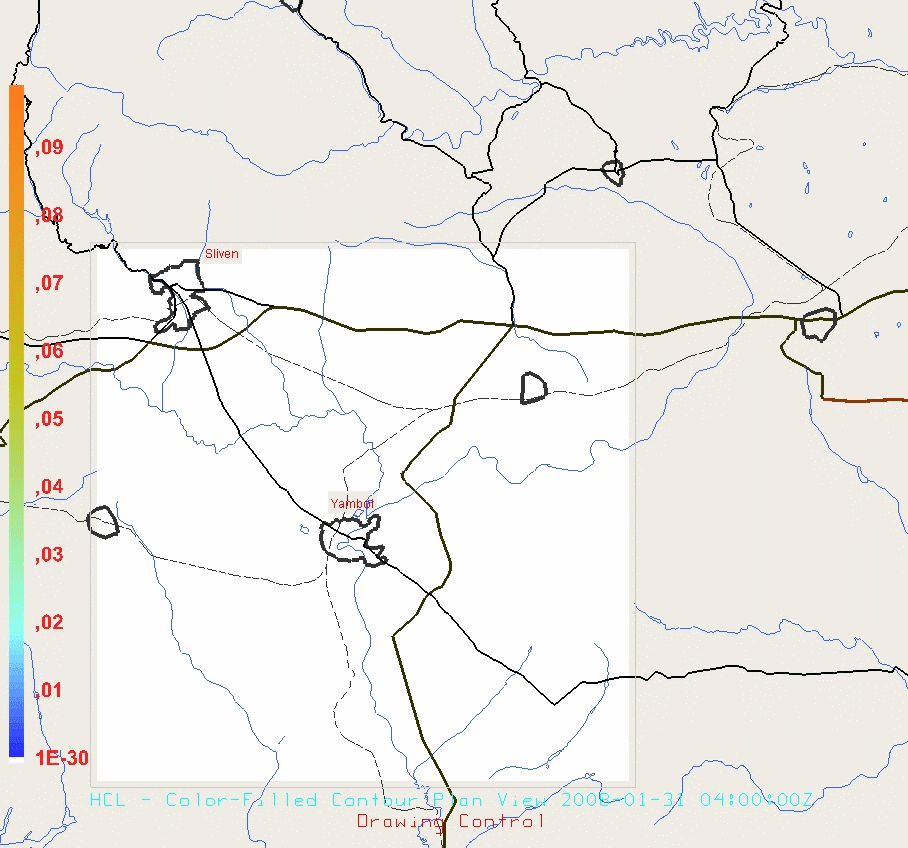 ,09
,08
Sliven
,07
,06
,05
,04
Yambol
,03
,02
,01
1E-30
HCL - Color-Filled Contour Plan View 2008-01-31 04:00:00Z
Drawing Control